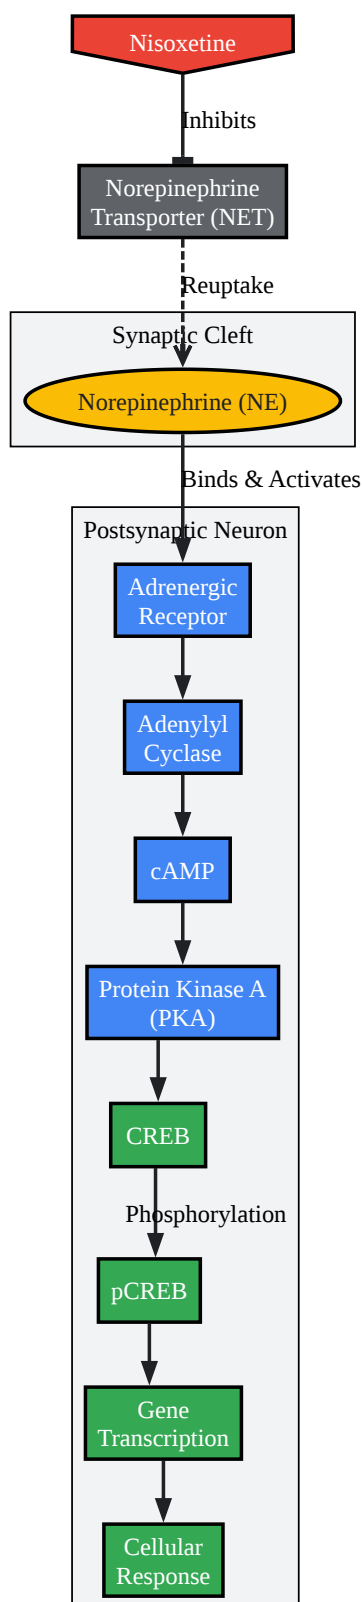 Nisoxetine
Inhibits
Norepinephrine
Transporter (NET)
Reuptake
Synaptic Cleft
Norepinephrine (NE)
Binds & Activates
Postsynaptic Neuron
Adrenergic
Receptor
Adenylyl
Cyclase
cAMP
Protein Kinase A
(PKA)
CREB
Phosphorylation
pCREB
Gene
Transcription
Cellular
Response